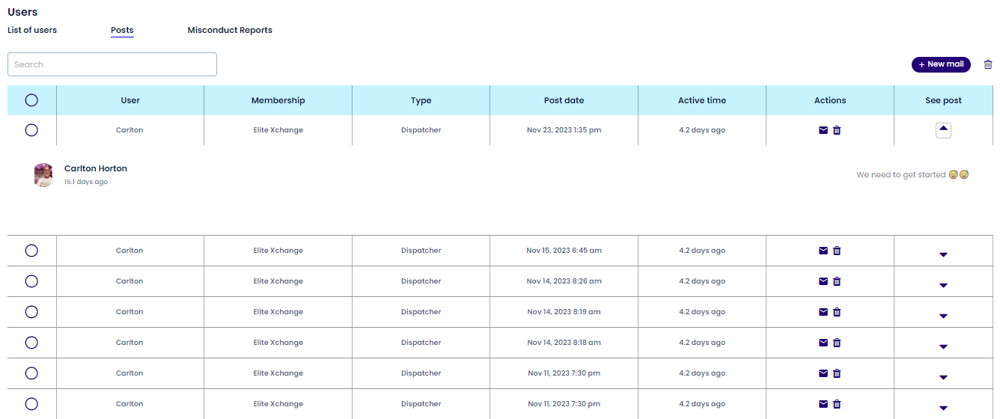 Users
List of users Posts Misconduct Reports
Search + New mail
User Membership Type Post date Active time Actions See post
Carlton Elite Xchange Dispatcher Nov 23, 2023 1:35 pm 4.2 days ago
Carlton Horton
15.1 days ago
We need to get started 😅😅
Carlton Elite Xchange Dispatcher Nov 15, 2023 6:45 am 4.2 days ago
Carlton Elite Xchange Dispatcher Nov 14, 2023 8:26 am 4.2 days ago
Carlton Elite Xchange Dispatcher Nov 14, 2023 8:19 am 4.2 days ago
Carlton Elite Xchange Dispatcher Nov 14, 2023 8:18 am 4.2 days ago
Carlton Elite Xchange Dispatcher Nov 11, 2023 7:30 pm 4.2 days ago
Carlton Elite Xchange Dispatcher Nov 11, 2023 7:30 pm 4.2 days ago